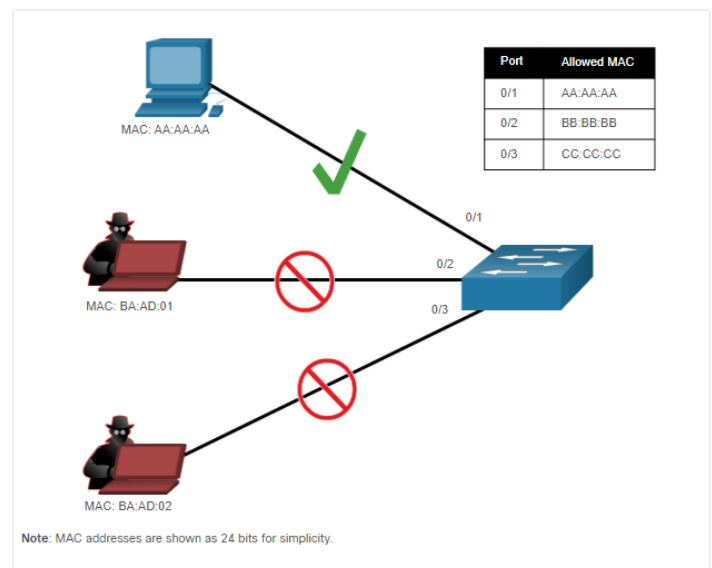 Port Allowed MAC
0/1 AA:AA:AA
0/2 BB:BB:BB
0/3 CC:CC:CC
MAC: AA:AA:AA
0/1
0/2
MAC: BA:AD:01
0/3
MAC: BA:AD:02
Note: MAC addresses are shown as 24 bits for simplicity.